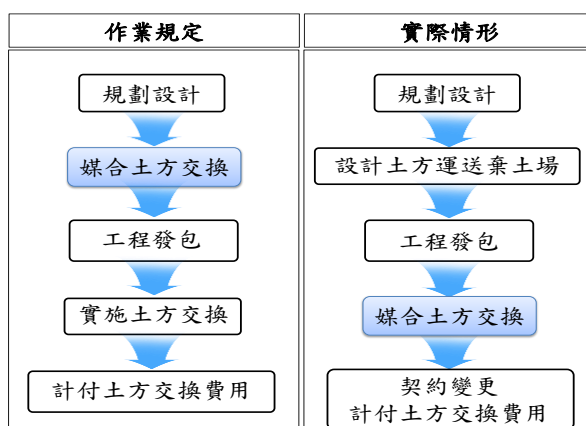 作業規定
規劃設計
媒合土方交換
工程發包
實施土方交換
計付土方交換費用
實際情形
規劃設計
設計土方運送棄土場
工程發包
媒合土方交換
契約變更
計付土方交換費用